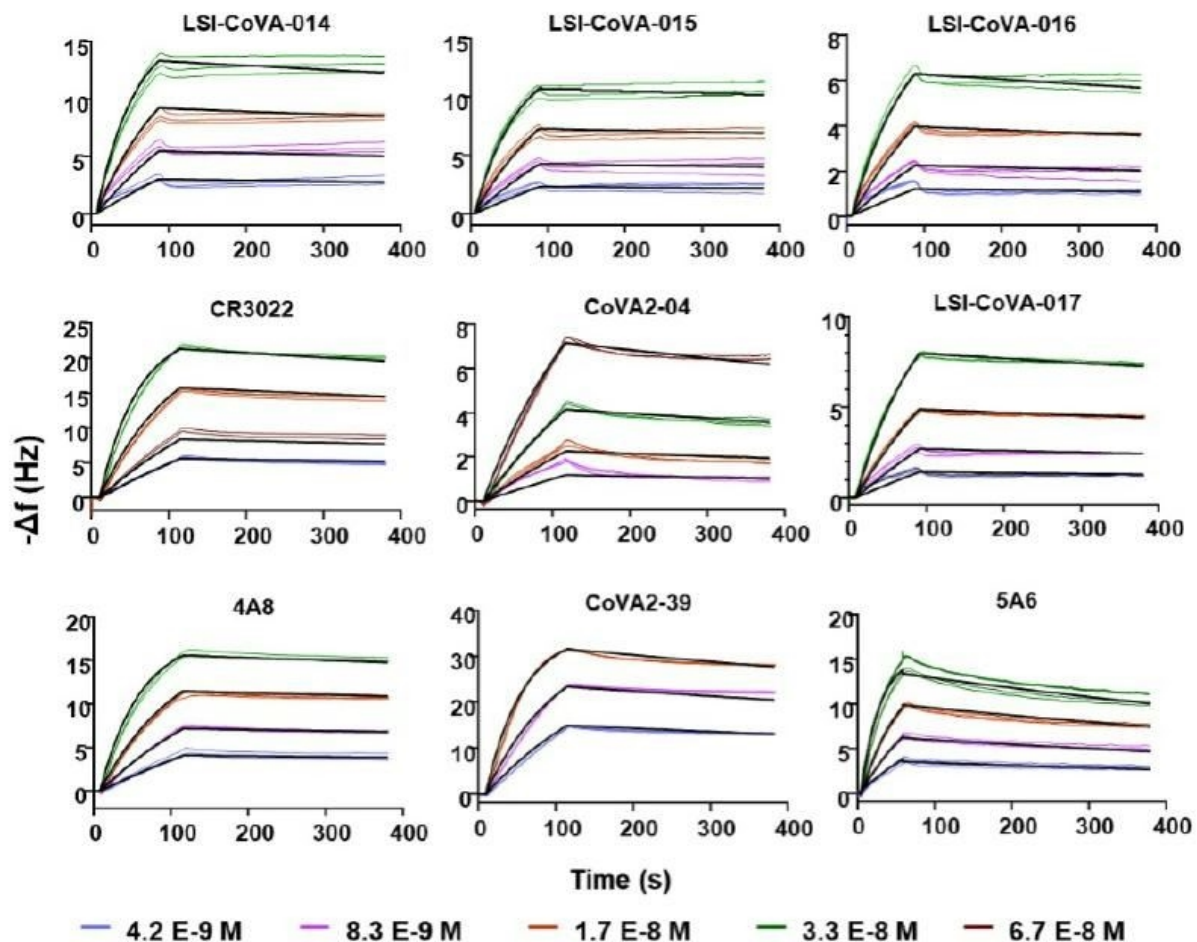 LSI-CoVA-014 LSI-CoVA-015 LSI-CoVA-016
15 15 8
10 10 6
5 5 4
2
0 0 0
0 100 200 300 400 0 100 200 300 400 0 100 200 300 400
CR3022 CoVA2-04 LSI-CoVA-017
25 8 10
20 6
15 4 5
10
5 2
0 0 0
0 100 200 300 400 0 100 200 300 400 0 100 200 300 400
-Δf (Hz)
4A8 CoVA2-39 5A6
20 40 20
15 30 15
10 20 10
5 10 5
0 0 0
0 100 200 300 400 0 100 200 300 400 0 100 200 300 400
Time (s)
4.2 E-9 M 8.3 E-9 M 1.7 E-8 M 3.3 E-8 M 6.7 E-8 M